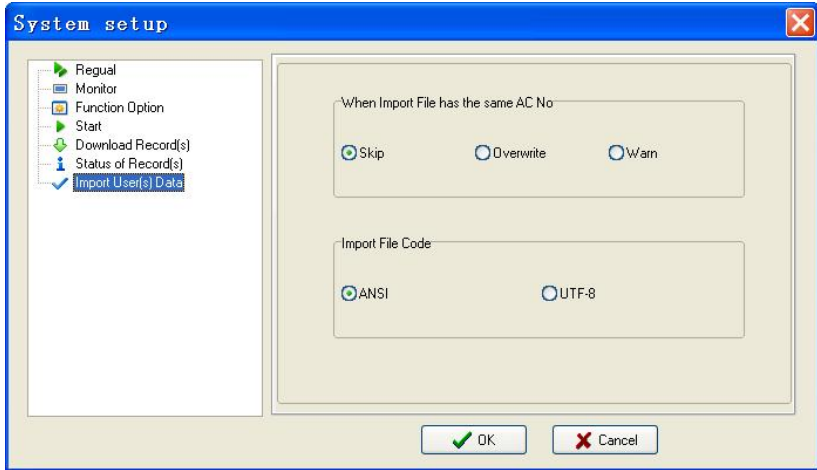 System setup
Regual
Monitor
Function Option
Start
Download Record(s)
Status of Record(s)
Import User(s) Data
When Import File has the same AC No
Skip Overwrite Warn
Import File Code
ANSI UTF-8
OK Cancel